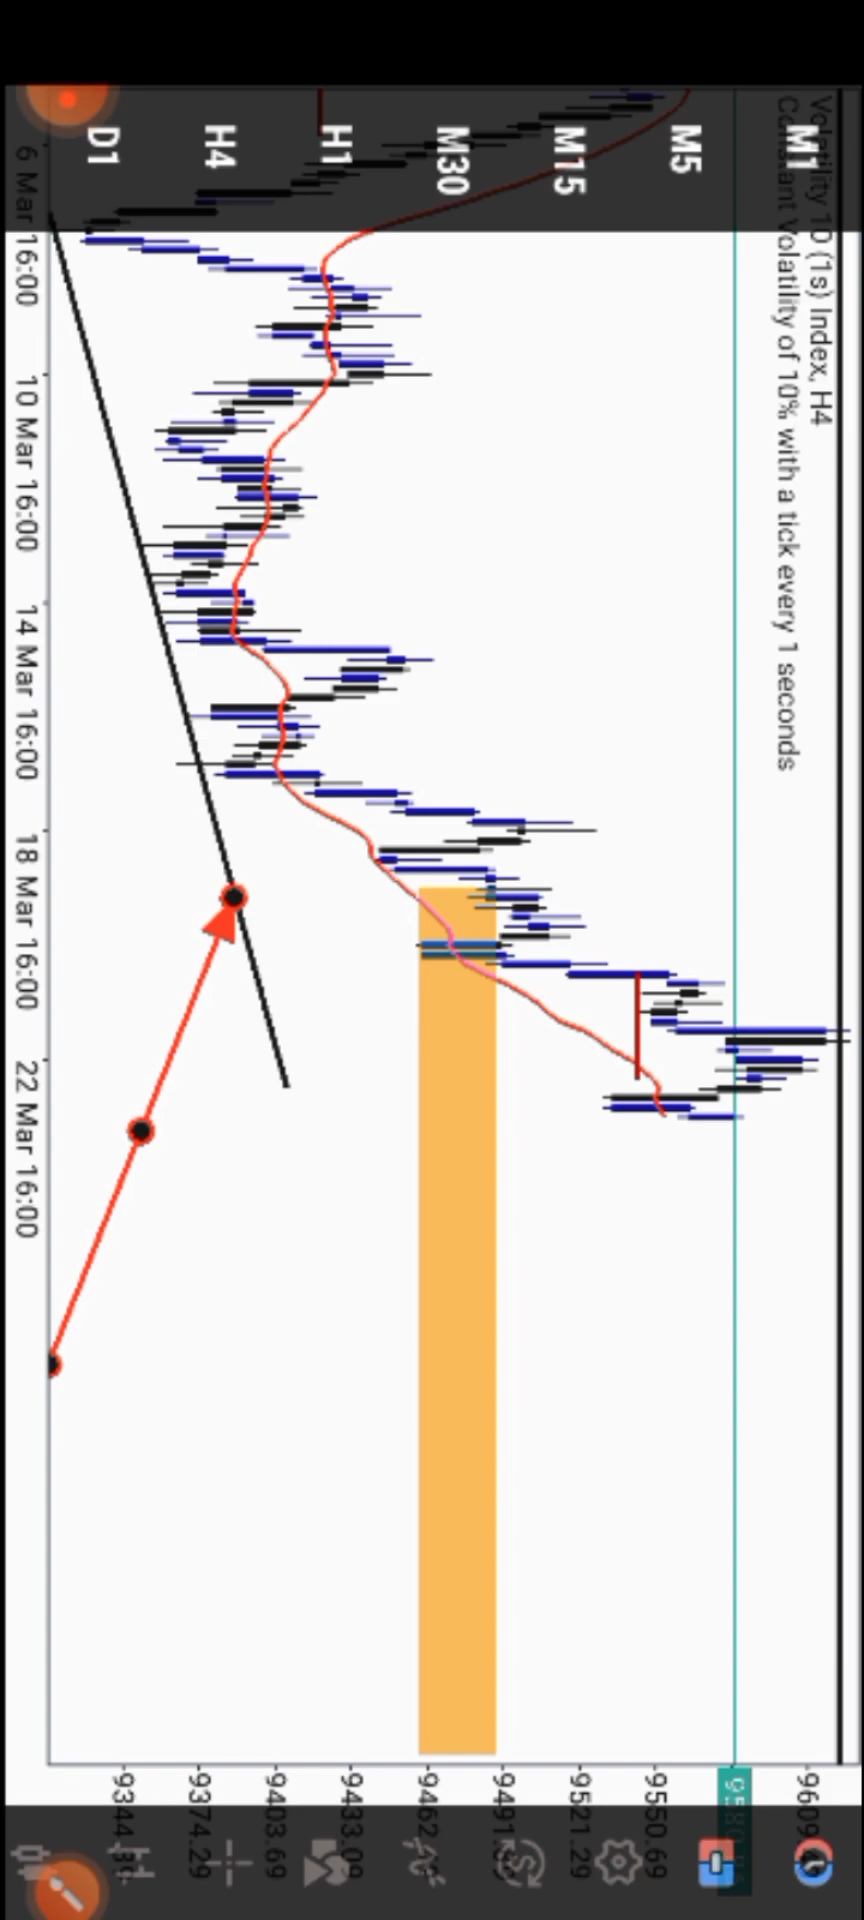 M1
M5
M15
M30
H1
H4
D1
Volatility 10 (1s) Index, H4
Constant Volatility of 10% with a tick every 1 seconds
9550.69
9521.29
9433.09
9403.69
9374.29
6 Mar 16:00
10 Mar 16:00
14 Mar 16:00
18 Mar 16:00
22 Mar 16:00